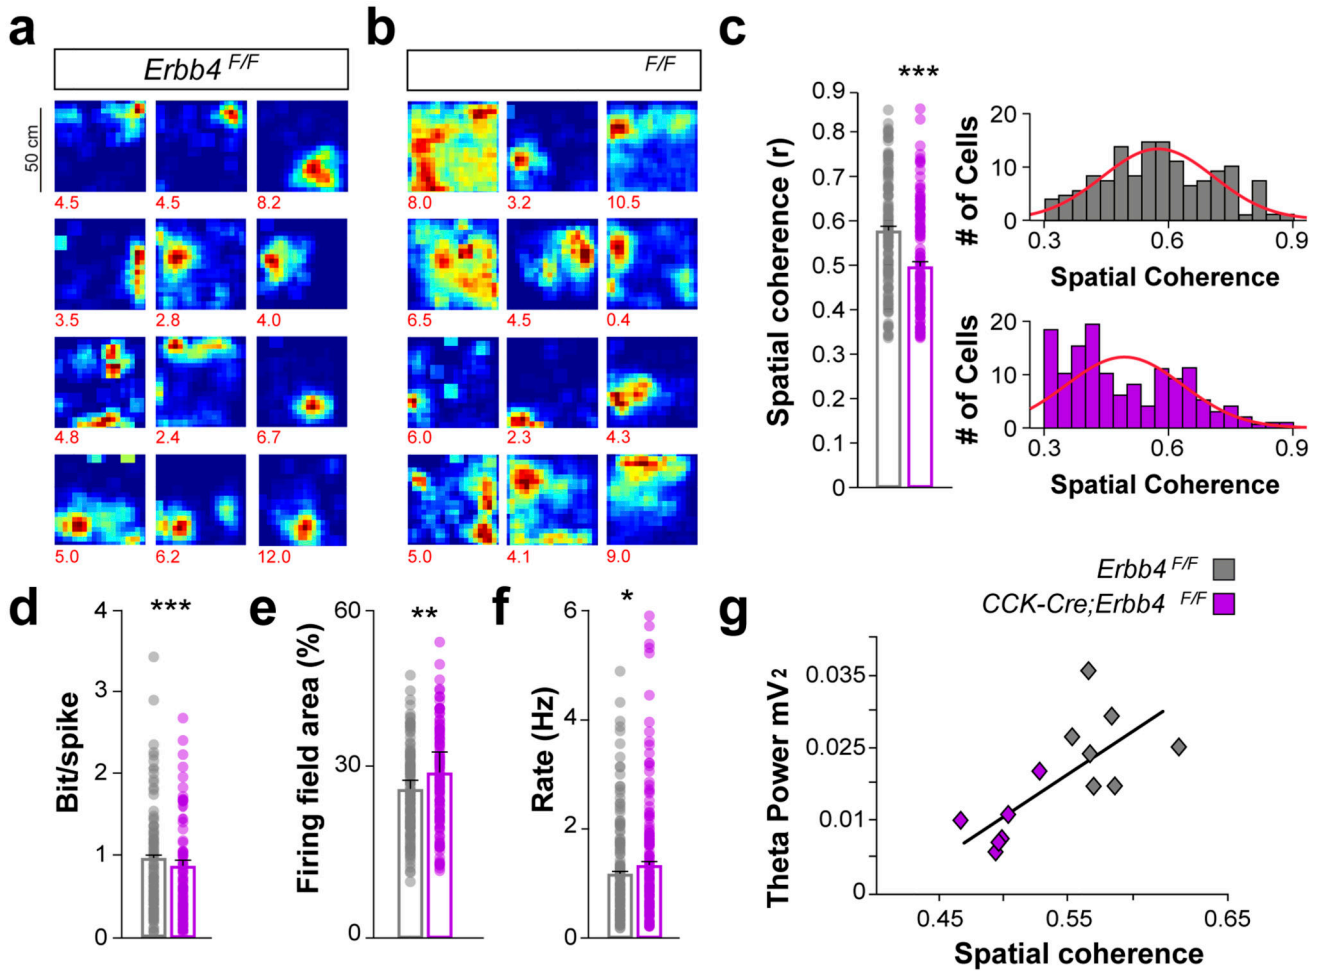 a
Erbb4 F/F
50 cm
4.5 4.5 8.2
3.5 2.8 4.0
4.8 2.4 6.7
5.0 6.2 12.0
b
F/F
8.0 3.2 10.5
6.5 4.5 0.4
6.0 2.3 4.3
5.0 4.1 9.0
c
***
Spatial coherence (r)
0.9
0.8
0.7
0.6
0.5
0.4
0.3
0.2
0.1
0
# of Cells
20
10
0
0.3 0.6 0.9
Spatial Coherence
# of Cells
20
10
0
0.3 0.6 0.9
Spatial Coherence
Erbb4 F/F
CCK-Cre;Erbb4 F/F
d
***
Bit/spike
4
3
2
1
0
e
**
Firing field area (%)
60
30
0
f
*
Rate (Hz)
6
4
2
0
g
Theta Power mV2
0.035
0.025
0.01
0
0.45 0.55 0.65
Spatial coherence